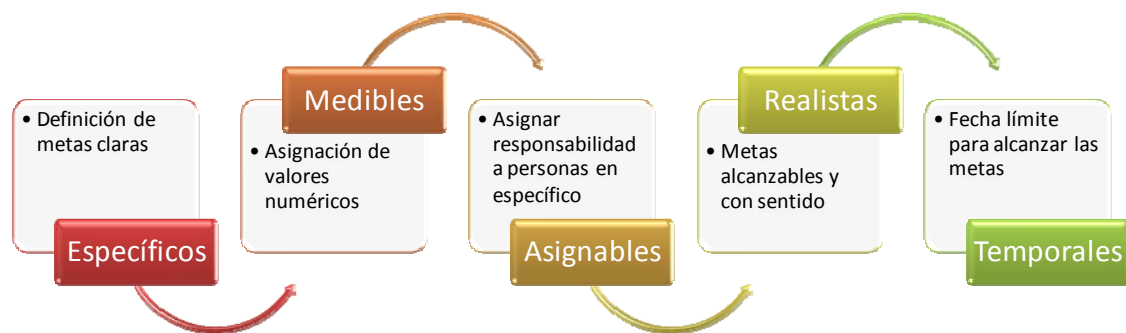 • Definición de
metas claras
Específicos
Medibles
• Asignación de
valores
numéricos
• Asignar
responsabilidad
a personas en
específico
Asignables
Realistas
• Metas
alcanzables y
con sentido
• Fecha límite
para alcanzar las
metas
Temporales